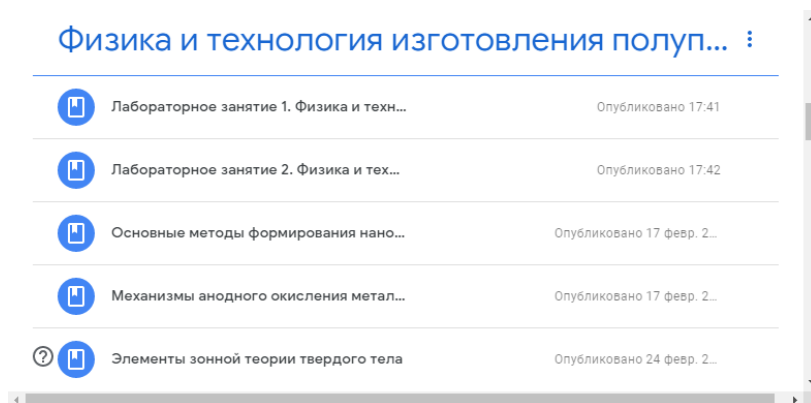 Физика и технология изготовления полуп...
Лабораторное занятие 1. Физика и техн...
Опубликовано 17:41
Лабораторное занятие 2. Физика и тех...
Опубликовано 17:42
Основные методы формирования нано...
Опубликовано 17 февр. 2...
Механизмы анодного окисления метал...
Опубликовано 17 февр. 2...
Элементы зонной теории твердого тела
Опубликовано 24 февр. 2...